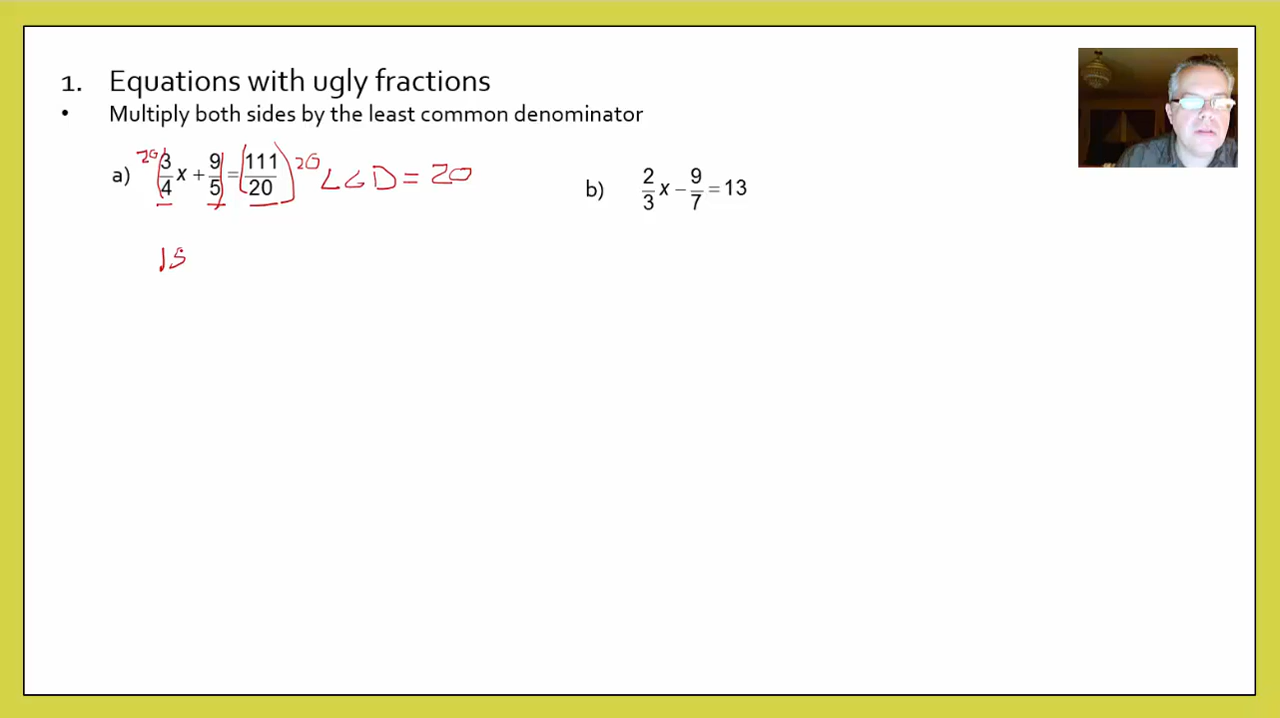 1. Equations with ugly fractions
• Multiply both sides by the least common denominator
a) 20(3/4 x + 9/5) = (111/20)20 LCD = 20
b) 2/3 x − 9/7 = 13
15